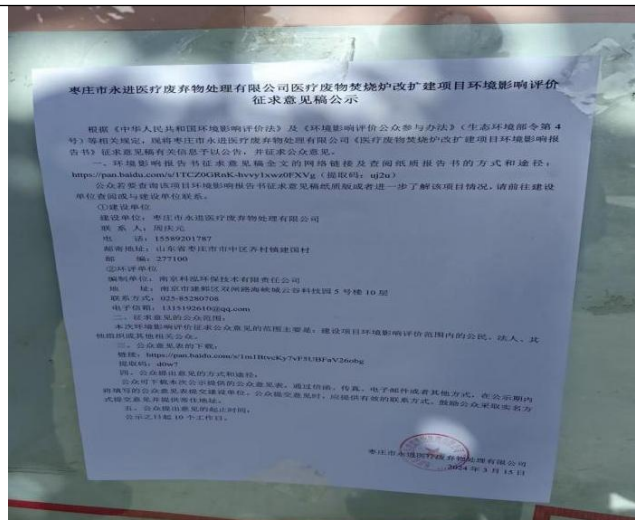 枣庄市永进医疗废弃物处理有限公司医疗废物焚烧炉改扩建项目环境影响评价
征求意见稿公示
根据《中华人民共和国环境影响评价法》及《环境影响评价公众参与办法》（生态环境部令第 4
号）等相关规定，现将枣庄市永进医疗废弃物处理有限公司《医疗废物焚烧炉改扩建项目环境影响报
告书》征求意见稿有关信息予以公告，并征求公众意见。
一、环境影响报告书征求意见稿全文的网络链接及查阅纸质报告书的方式和途径：
（提取码：uj2u）
公众若要查询该项目环境影响报告书征求意见稿纸质版或者进一步了解该项目情况，请前往建设
单位查阅或与建设单位联系。
①建设单位
建设单位：枣庄市永进医疗废弃物处理有限公司
联 系 人：周庆元
电 话：15589201787
邮寄地址：山东省枣庄市市中区齐村镇建国村
邮 编：277100
②环评单位
编制单位：南京科泓环保技术有限责任公司
地 址：南京市建邺区双闸路海峡城云谷科技园 5 号楼 10 层
联系方式：025-85280708
电子信箱：1315192610@qq.com
二、征求意见的公众范围：
本次环境影响评价征求公众意见的范围主要是：建设项目环境影响评价范围内的公民、法人、其
他组织或其他相关公众。
三、公众意见表的下载：
链接：
提取码：d0w7
四、公众提出意见的方式和途径：
公众可下载本次公示提供的公众意见表，通过信函、传真、电子邮件或者其他方式，在公示期内
将填写的公众意见表提交建设单位。公众提交意见时，应提供有效的联系方式。鼓励公众采取实名方
式提交意见并提供常住地址。
五、公众提出意见的起止时间：
公示之日起 10 个工作日。
枣庄市永进医疗废弃物处理有限公司
2024 年 3 月 15 日